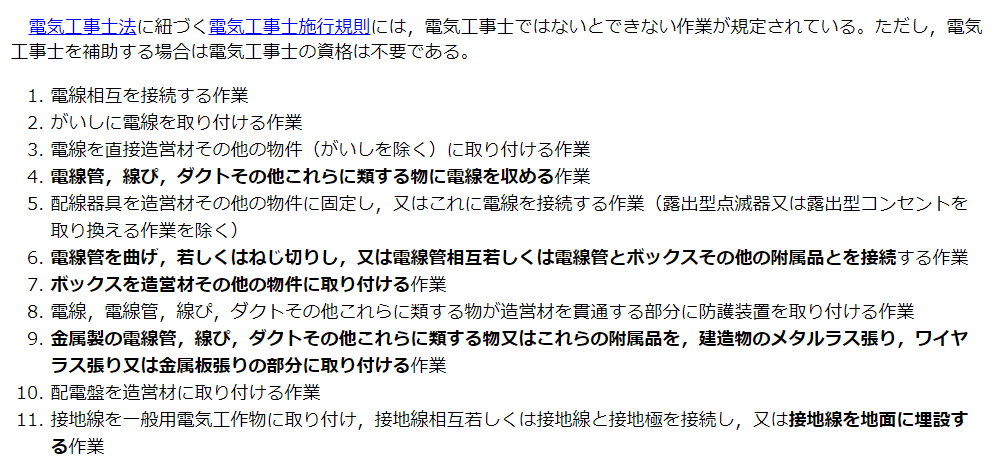 電気工事士法に紐づく電気工事士施行規則には，電気工事士ではないとできない作業が規定されている。ただし，電気
工事士を補助する場合は電気工事士の資格は不要である。
1. 電線相互を接続する作業
2. がいしに電線を取り付ける作業
3. 電線を直接造営材その他の物件（がいしを除く）に取り付ける作業
4. 電線管，線ぴ，ダクトその他これらに類する物に電線を収める作業
5. 配線器具を造営材その他の物件に固定し，又はこれに電線を接続する作業（露出型点滅器又は露出型コンセントを
取り換える作業を除く）
6. 電線管を曲げ，若しくはねじ切りし，又は電線管相互若しくは電線管とボックスその他の附属品とを接続する作業
7. ボックスを造営材その他の物件に取り付ける作業
8. 電線，電線管，線ぴ，ダクトその他これらに類する物が造営材を貫通する部分に防護装置を取り付ける作業
9. 金属製の電線管，線ぴ，ダクトその他これらに類する物又はこれらの附属品を，建造物のメタルラス張り，ワイヤ
ラス張り又は金属板張りの部分に取り付ける作業
10. 配電盤を造営材に取り付ける作業
11. 接地線を一般用電気工作物に取り付け，接地線相互若しくは接地線と接地極を接続し，又は接地線を地面に埋設す
る作業